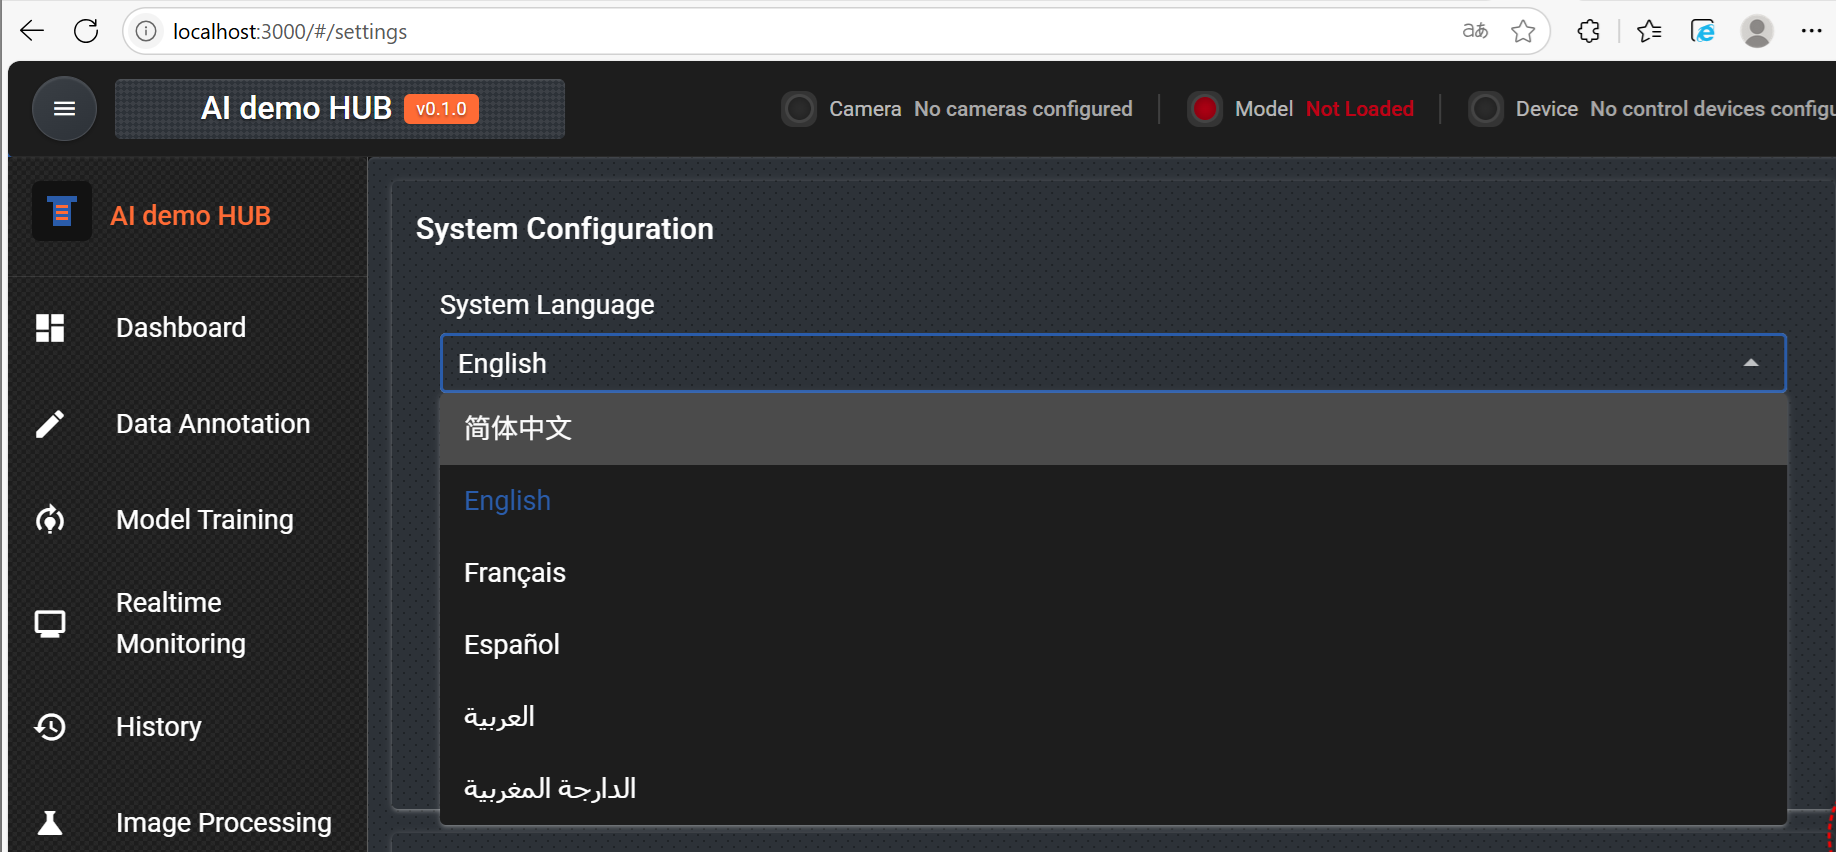 localhost:3000/#/settings
aあ
AI demo HUB v0.1.0
Camera No cameras configured
Model Not Loaded
Device No control devices
AI demo HUB
Dashboard
Data Annotation
Model Training
Realtime
Monitoring
History
Image Processing
System Configuration
System Language
English
简体中文
English
Français
Español
العربية
الدارجة المغربية